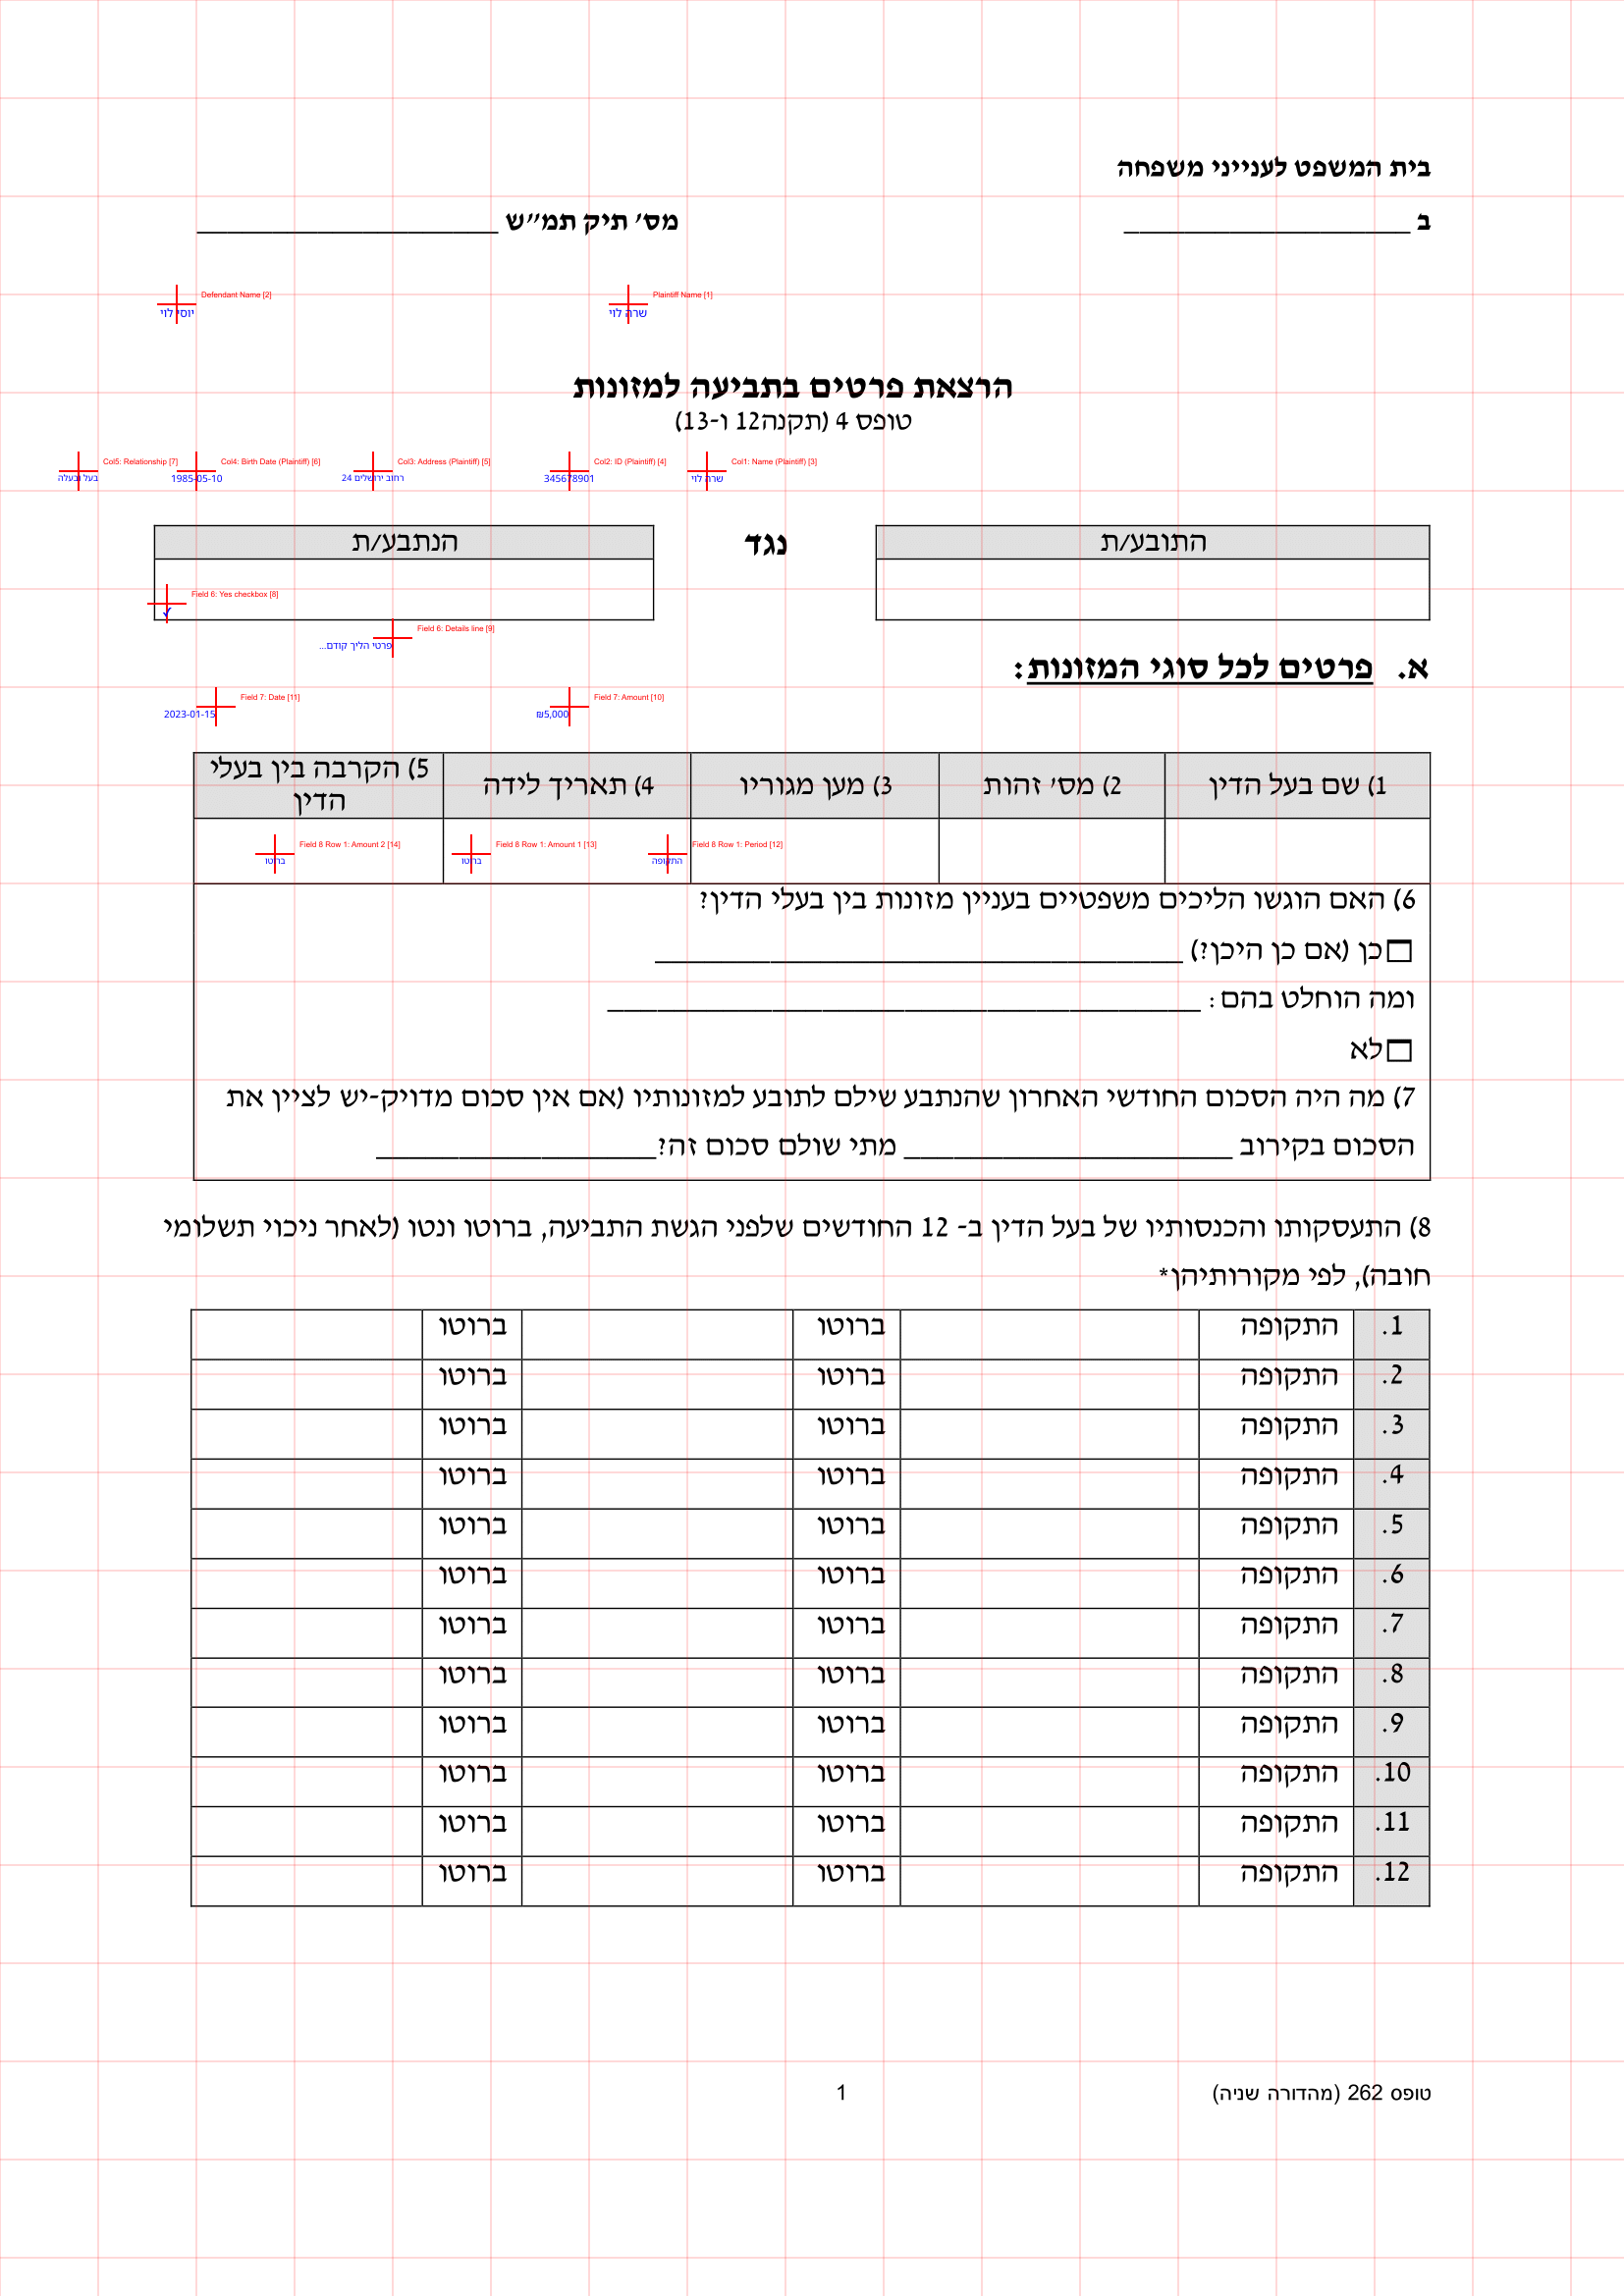 בית המשפט לענייני משפחה
ב ___________________ מס' תיק תמ"ש ____________________
Plaintiff Name [1] Defendant Name [2]
שרה לוי יוסי לוי
הרצאת פרטים בתביעה למזונות
טופס 4 (תקנה12 ו-13)
Col1: Name (Plaintiff) [3] Col2: ID (Plaintiff) [4] Col3: Address (Plaintiff) [5] Col4: Birth Date (Plaintiff) [6] Col5: Relationship [7]
שרה לוי 345678901 רחוב ירושלים 24 1985-05-10 בעל ובעלה
התובע/ת נגד הנתבע/ת
Field 6: Yes checkbox [8]
✓
Field 6: Details line [9]
פרטי הליך קודם...
א. פרטים לכל סוגי המזונות:
Field 7: Amount [10] Field 7: Date [11]
₪5,000 2023-01-15
1) שם בעל הדין 2) מס' זהות 3) מען מגוריו 4) תאריך לידה 5) הקרבה בין בעלי הדין
Field 8 Row 1: Period [12] Field 8 Row 1: Amount 1 [13] Field 8 Row 1: Amount 2 [14]
התקופה ברוטו ברוטו
6) האם הוגשו הליכים משפטיים בעניין מזונות בין בעלי הדין?
☐כן (אם כן היכן?) ________________________________
ומה הוחלט בהם: ____________________________________
☐לא
7) מה היה הסכום החודשי האחרון שהנתבע שילם לתובע למזונותיו (אם אין סכום מדויק-יש לציין את
הסכום בקירוב ____________________ מתי שולם סכום זה?_________________
8) התעסקותו והכנסותיו של בעל הדין ב- 12 החודשים שלפני הגשת התביעה, ברוטו ונטו (לאחר ניכוי תשלומי
חובה), לפי מקורותיהן*
1. התקופה ברוטו ברוטו
2. התקופה ברוטו ברוטו
3. התקופה ברוטו ברוטו
4. התקופה ברוטו ברוטו
5. התקופה ברוטו ברוטו
6. התקופה ברוטו ברוטו
7. התקופה ברוטו ברוטו
8. התקופה ברוטו ברוטו
9. התקופה ברוטו ברוטו
10. התקופה ברוטו ברוטו
11. התקופה ברוטו ברוטו
12. התקופה ברוטו ברוטו
טופס 262 (מהדורה שניה) 1